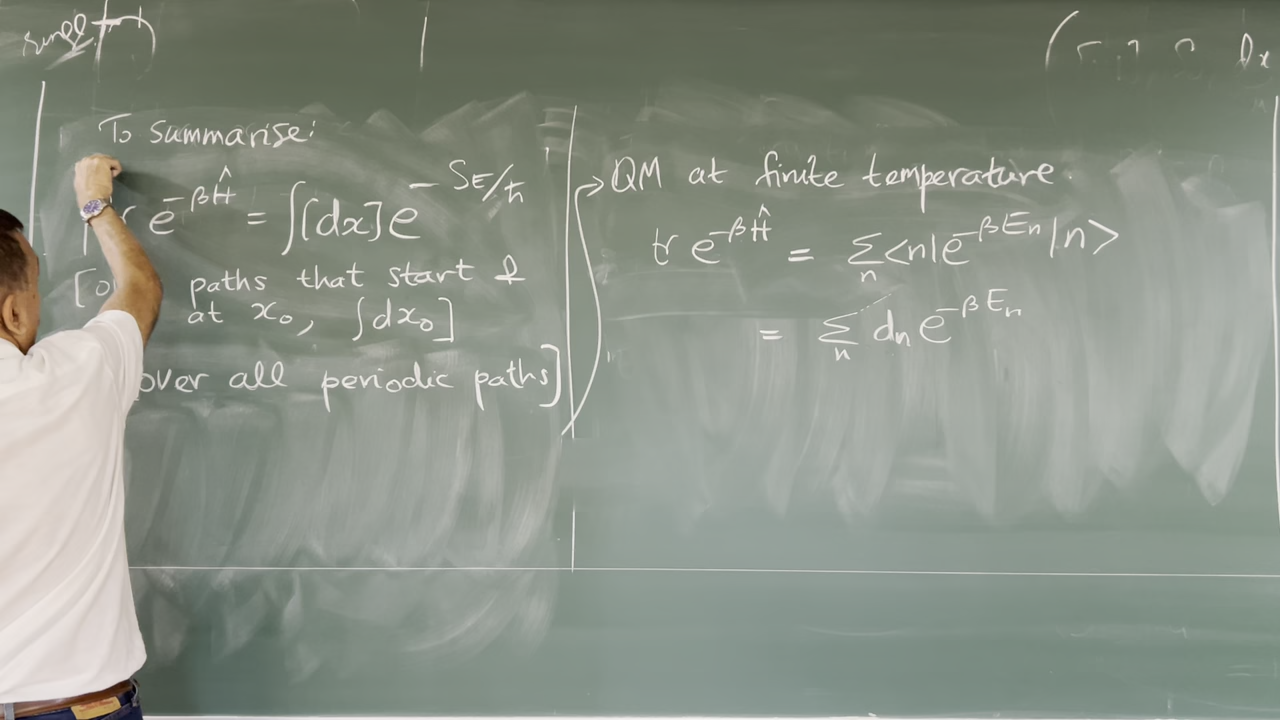 To summarise:
e^{-βĤ} = ∫[dx] e^{-S_E/ħ}
paths that start &
at x₀, ∫dx₀]
over all periodic paths]
QM at finite temperature.
tr e^{-βĤ} = Σ_n <n|e^{-βE_n}|n>
= Σ_n d_n e^{-βE_n}